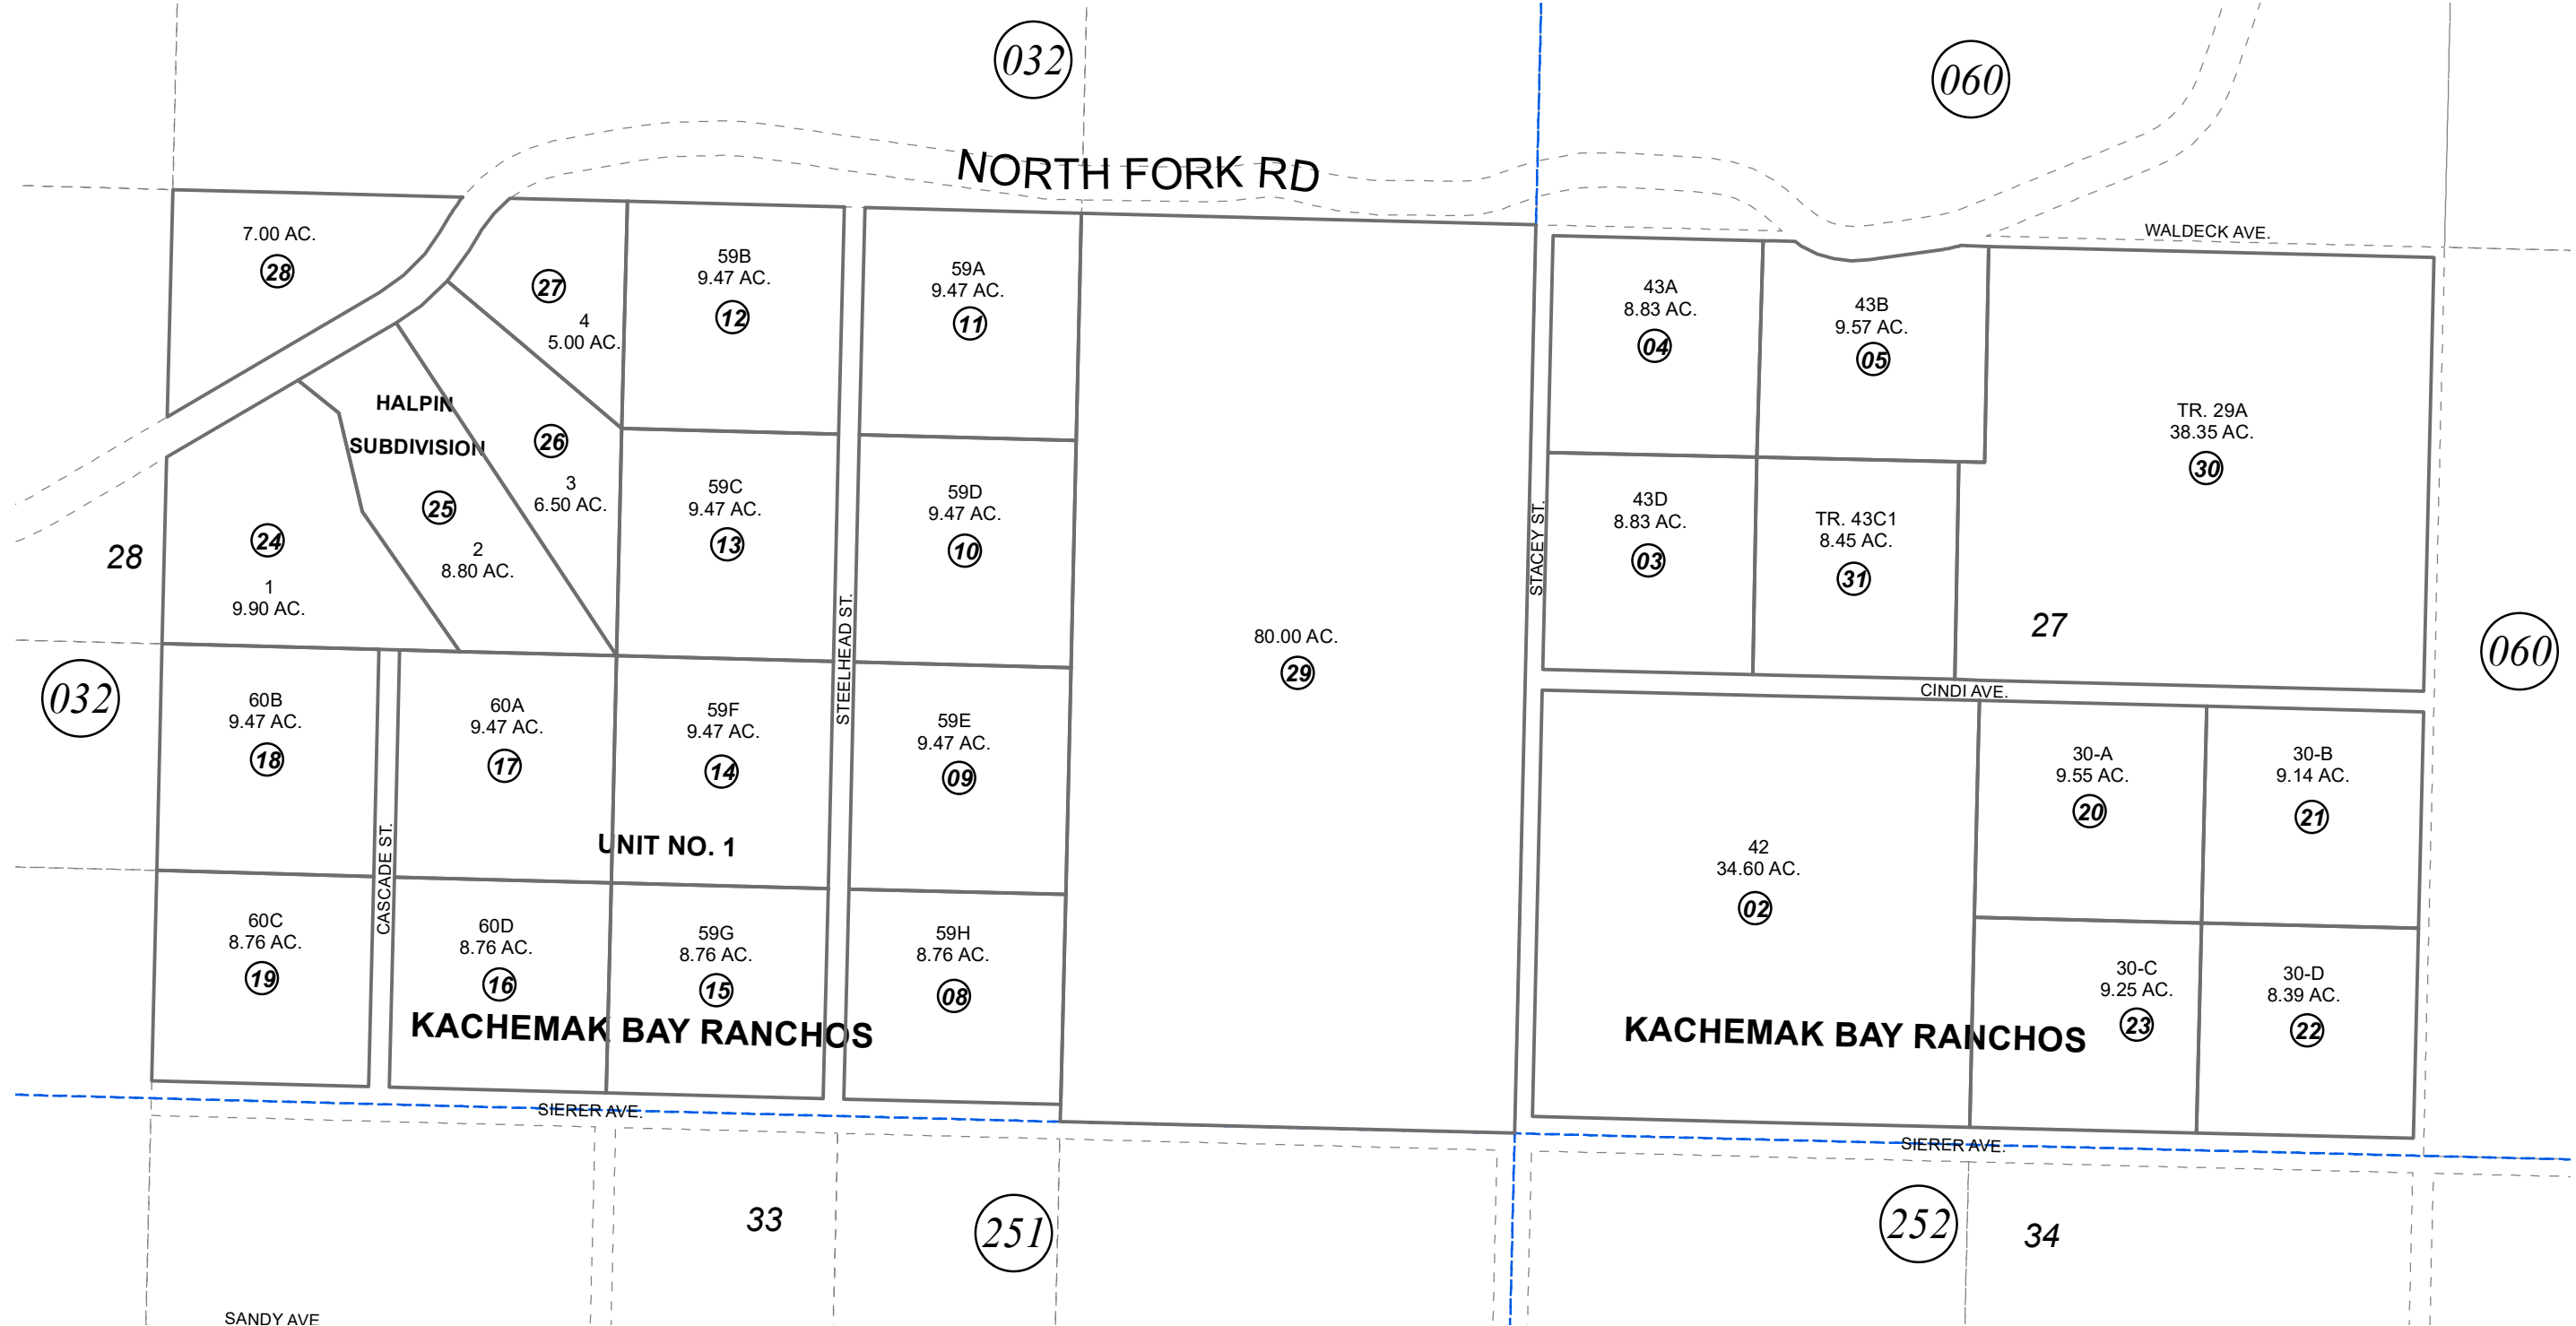 032
060
NORTH FORK RD
WALDECK AVE.
7.00 AC.
28
27
4
5.00 AC.
59B
9.47 AC.
12
59A
9.47 AC.
11
43A
8.83 AC.
04
43B
9.57 AC.
05
TR. 29A
38.35 AC.
30
HALPIN
SUBDIVISION
26
3
6.50 AC.
25
2
8.80 AC.
24
1
9.90 AC.
28
59C
9.47 AC.
13
59D
9.47 AC.
10
STEELHEAD ST.
80.00 AC.
29
STACEY ST.
43D
8.83 AC.
03
TR. 43C1
8.45 AC.
31
27
060
032
CINDI AVE.
60B
9.47 AC.
18
60A
9.47 AC.
17
59F
9.47 AC.
14
59E
9.47 AC.
09
UNIT NO. 1
CASCADE ST.
42
34.60 AC.
02
30-A
9.55 AC.
20
30-B
9.14 AC.
21
60C
8.76 AC.
19
60D
8.76 AC.
16
59G
8.76 AC.
15
59H
8.76 AC.
08
30-C
9.25 AC.
23
30-D
8.39 AC.
22
KACHEMAK BAY RANCHOS
KACHEMAK BAY RANCHOS
SIERER AVE.
SIERER AVE.
33
251
252
34
SANDY AVE